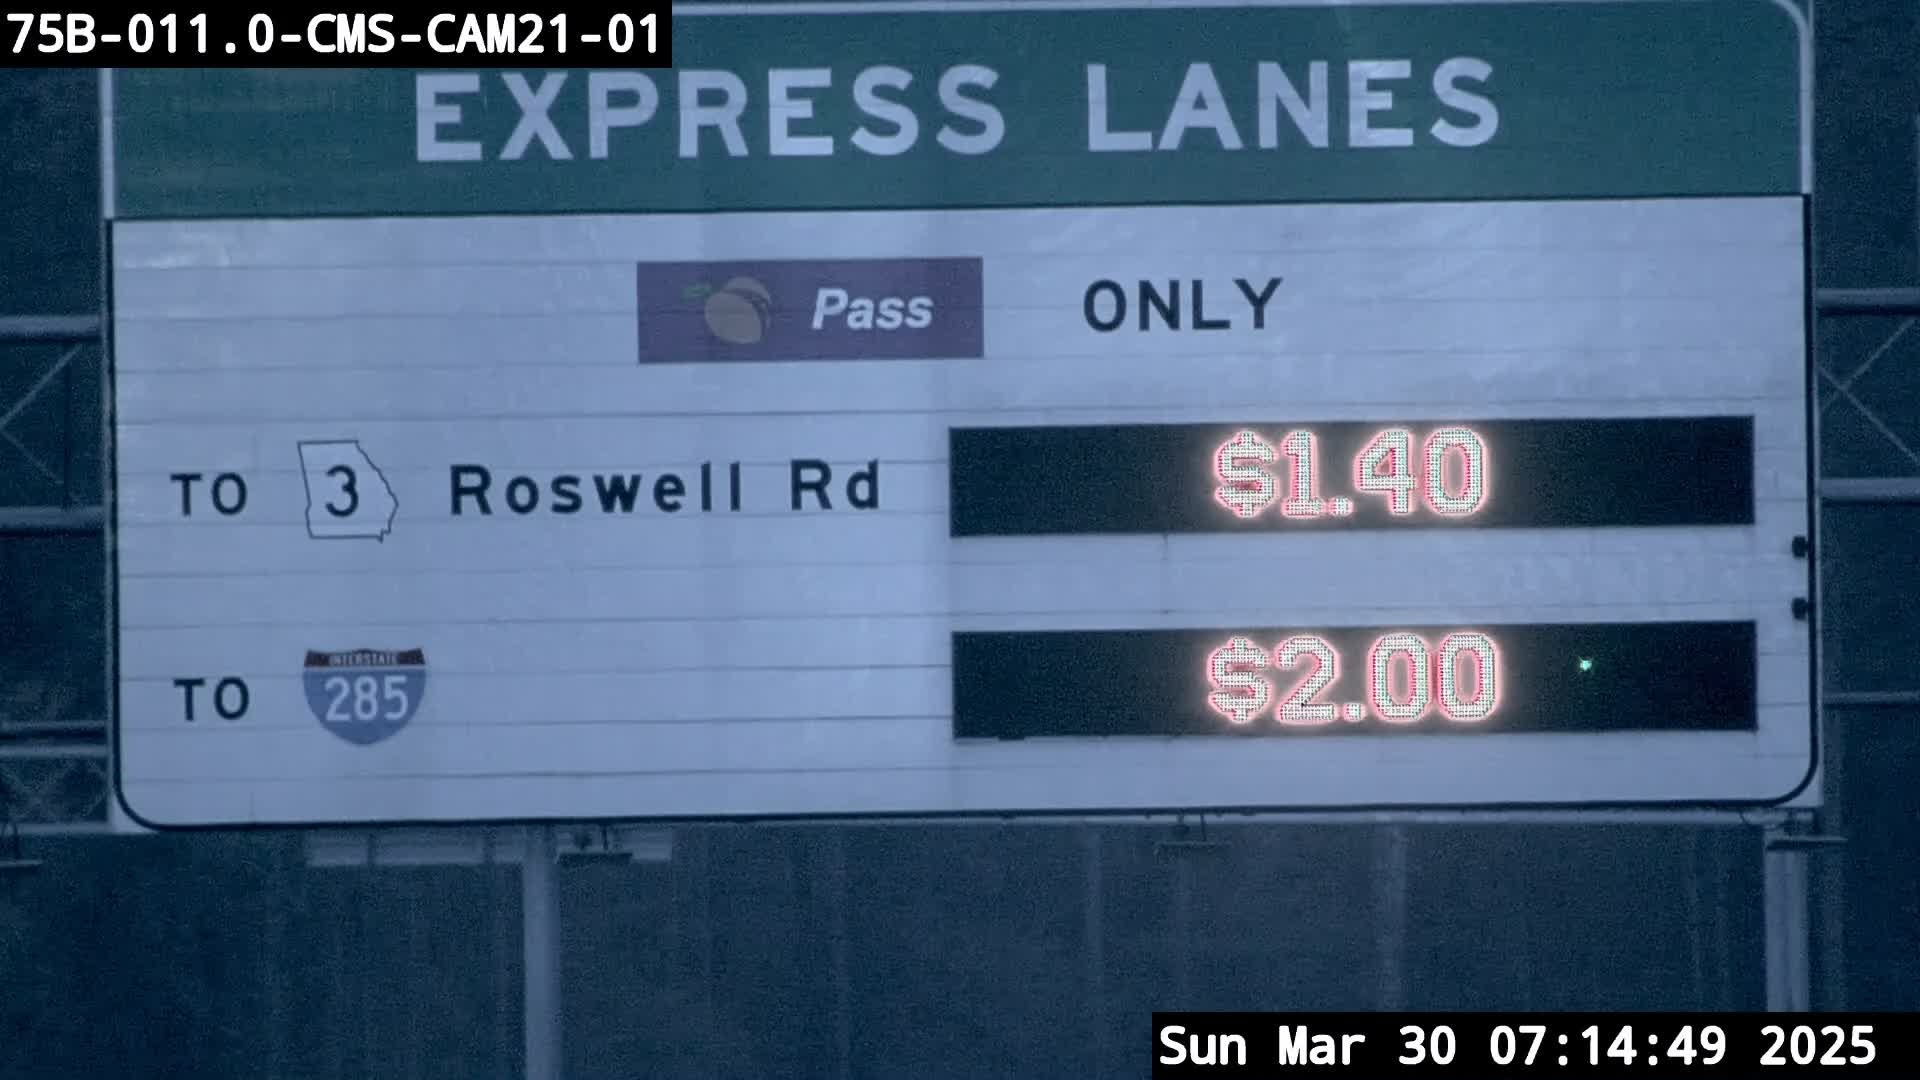 75B-011.0-CMS-CAM21-01
EXPRESS LANES
Pass ONLY
TO 3 Roswell Rd $1.40
TO INTERSTATE 285 $2.00
Sun Mar 30 07:14:49 2025